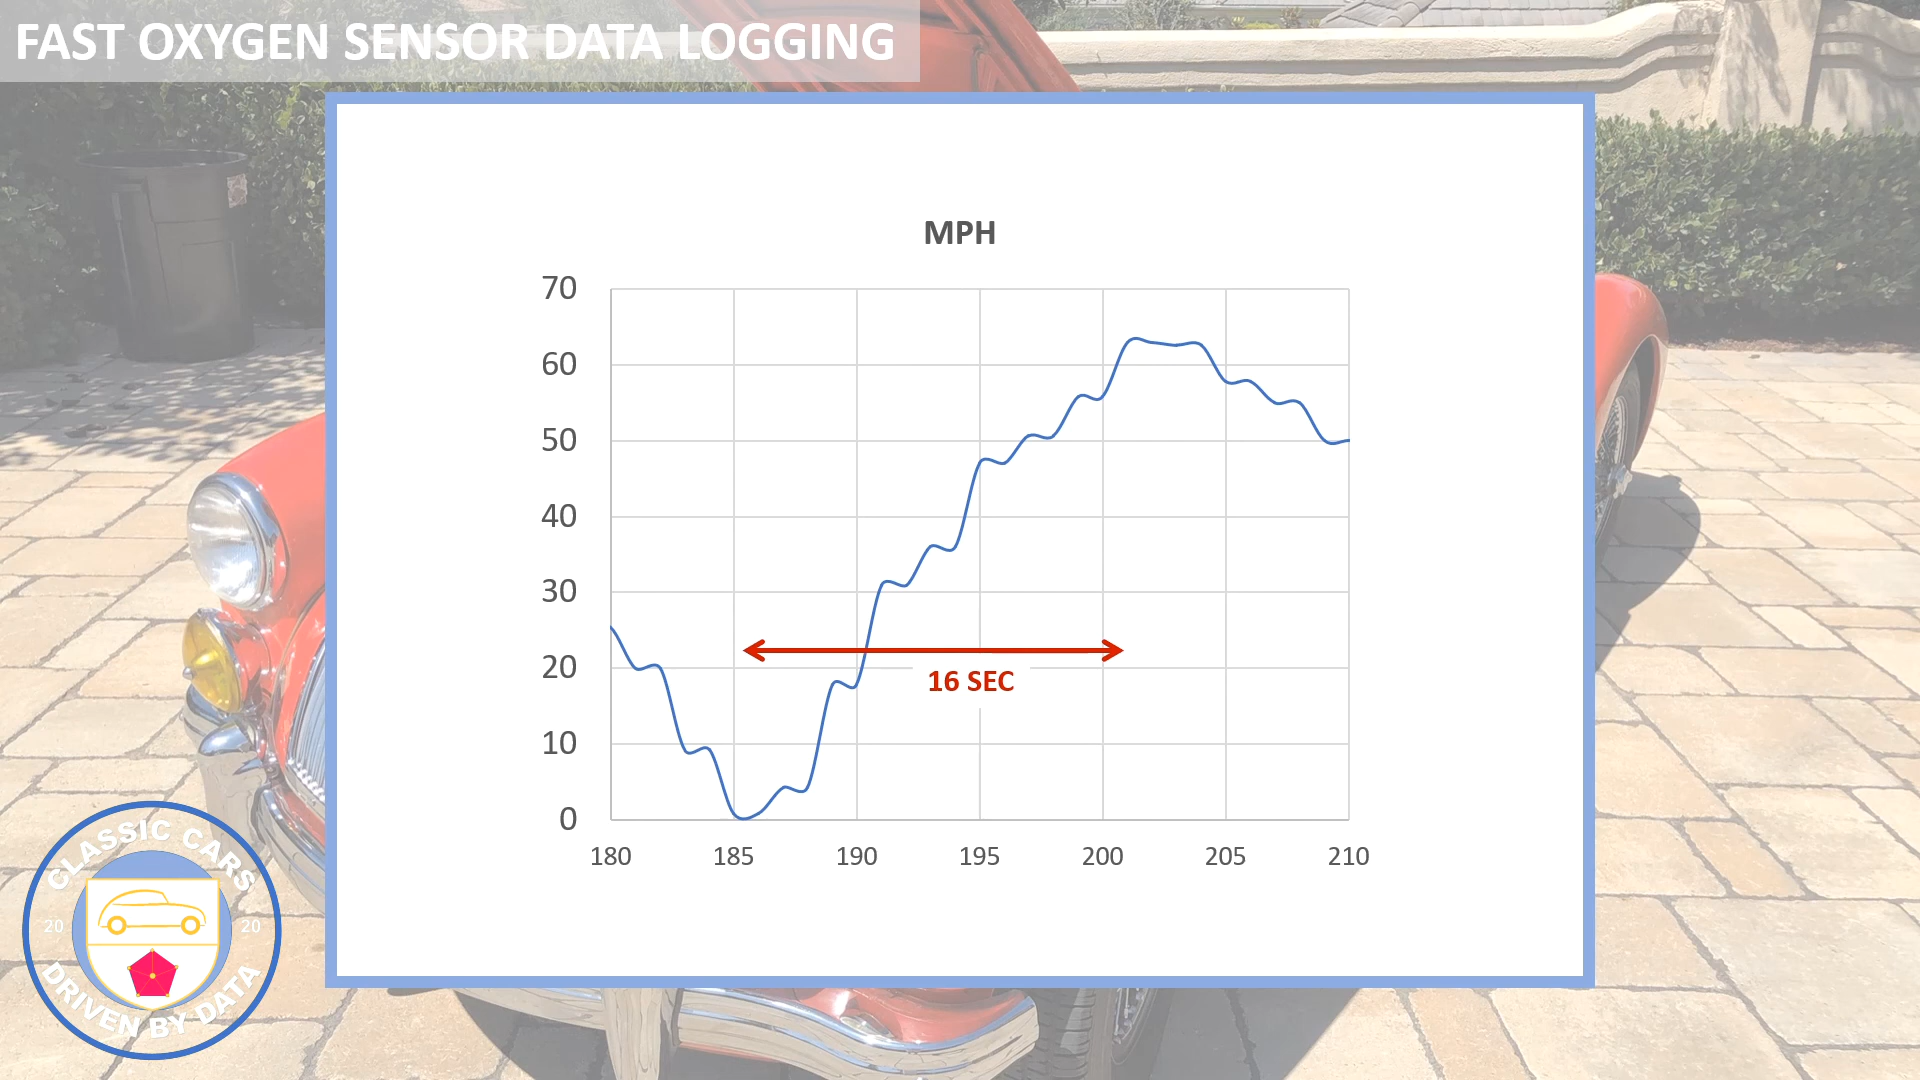 FAST OXYGEN SENSOR DATA LOGGING
MPH
70
60
50
40
30
20
10
0
16 SEC
180 185 190 195 200 205 210
CLASSIC CARS
20 20
DRIVEN BY DATA